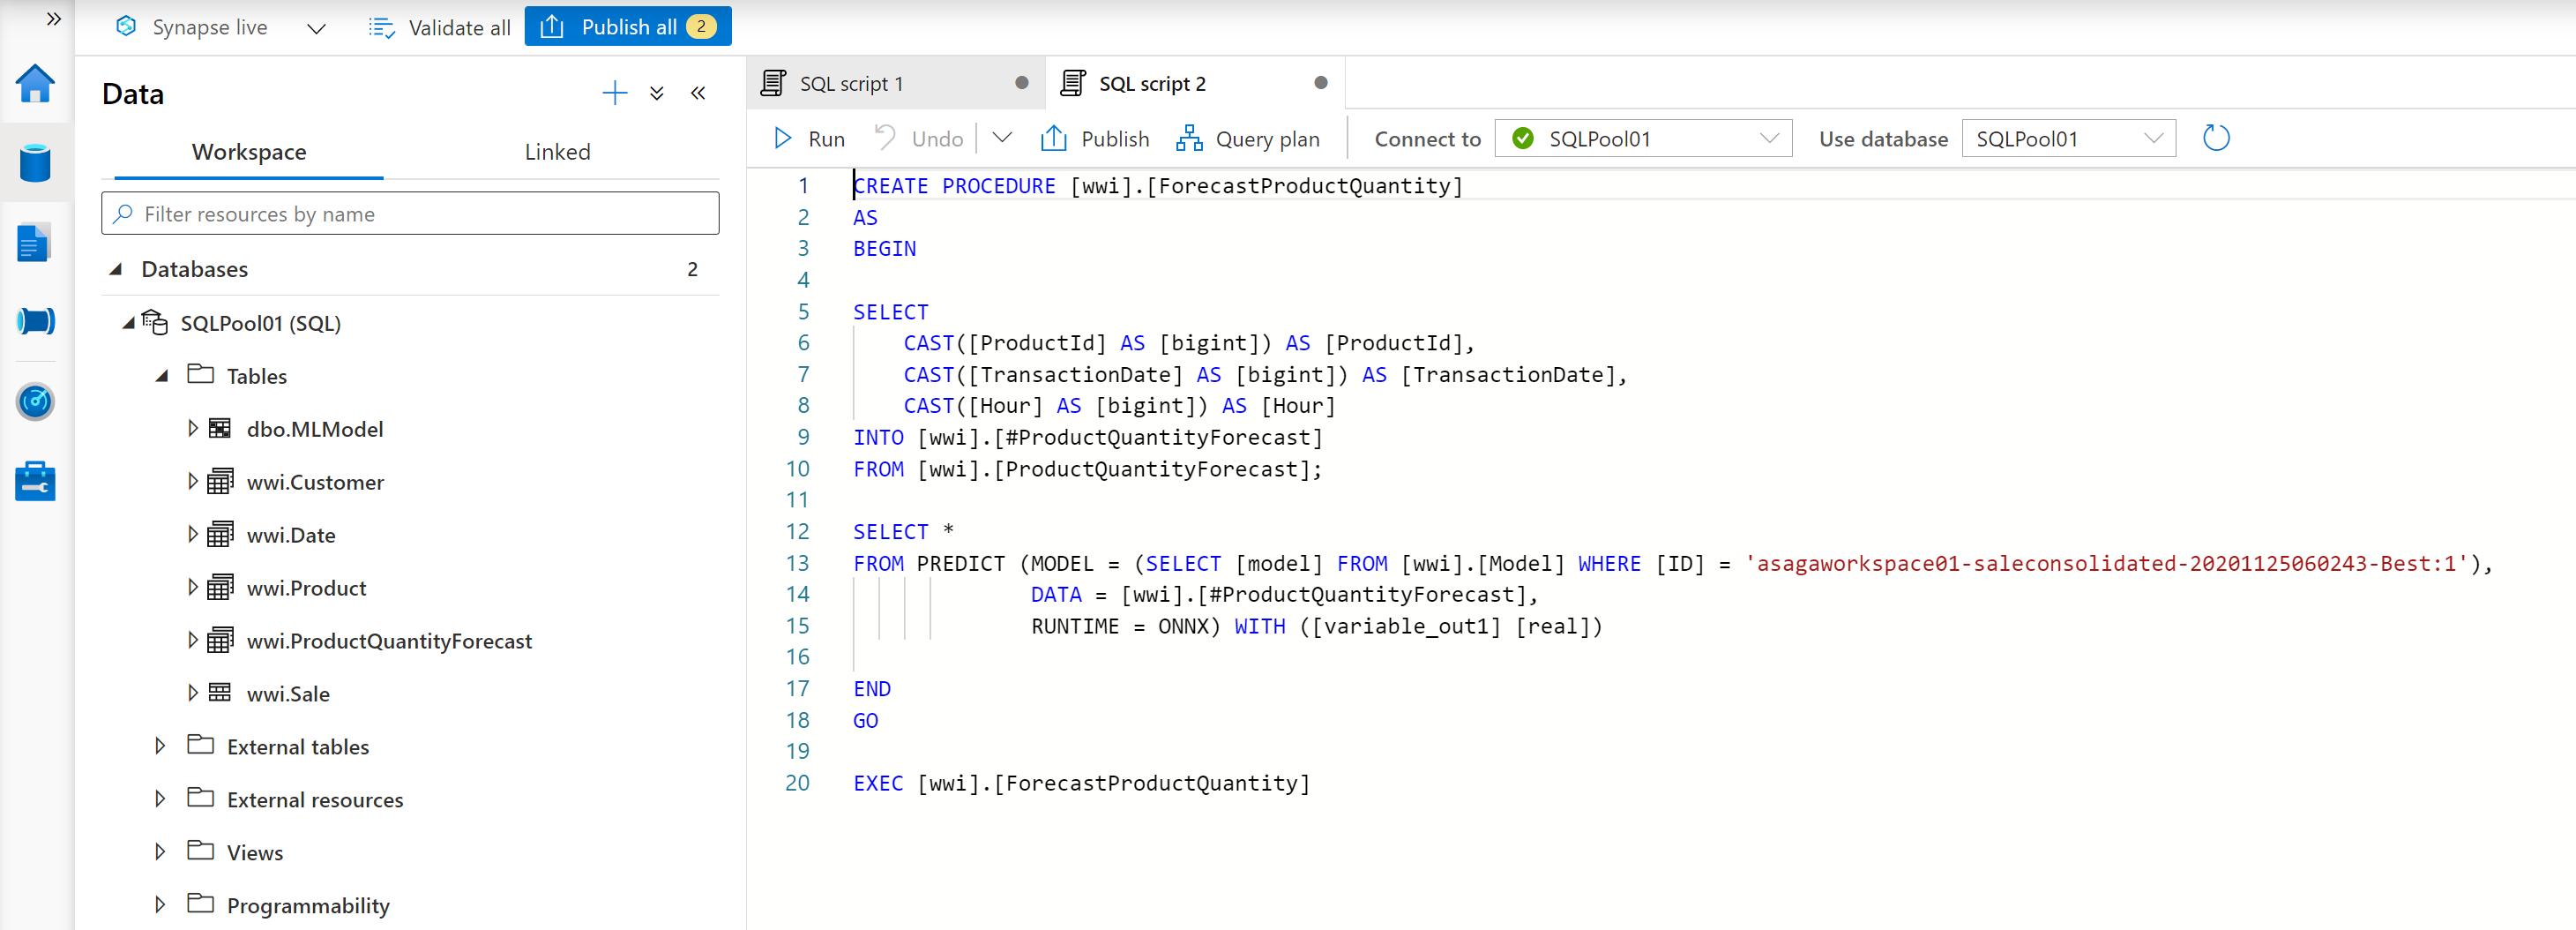 Synapse live
Validate all
Publish all 2
Data
Workspace
Linked
Filter resources by name
Databases 2
SQLPool01 (SQL)
Tables
dbo.MLModel
wwi.Customer
wwi.Date
wwi.Product
wwi.ProductQuantityForecast
wwi.Sale
External tables
External resources
Views
Programmability
SQL script 1
SQL script 2
Run
Undo
Publish
Query plan
Connect to SQLPool01
Use database SQLPool01
1 CREATE PROCEDURE [wwi].[ForecastProductQuantity]
2 AS
3 BEGIN
4
5 SELECT
6 CAST([ProductId] AS [bigint]) AS [ProductId],
7 CAST([TransactionDate] AS [bigint]) AS [TransactionDate],
8 CAST([Hour] AS [bigint]) AS [Hour]
9 INTO [wwi].[#ProductQuantityForecast]
10 FROM [wwi].[ProductQuantityForecast];
11
12 SELECT *
13 FROM PREDICT (MODEL = (SELECT [model] FROM [wwi].[Model] WHERE [ID] = 'asagaworkspace01-saleconsolidated-20201125060243-Best:1'),
14 DATA = [wwi].[#ProductQuantityForecast],
15 RUNTIME = ONNX) WITH ([variable_out1] [real])
16
17 END
18 GO
19
20 EXEC [wwi].[ForecastProductQuantity]